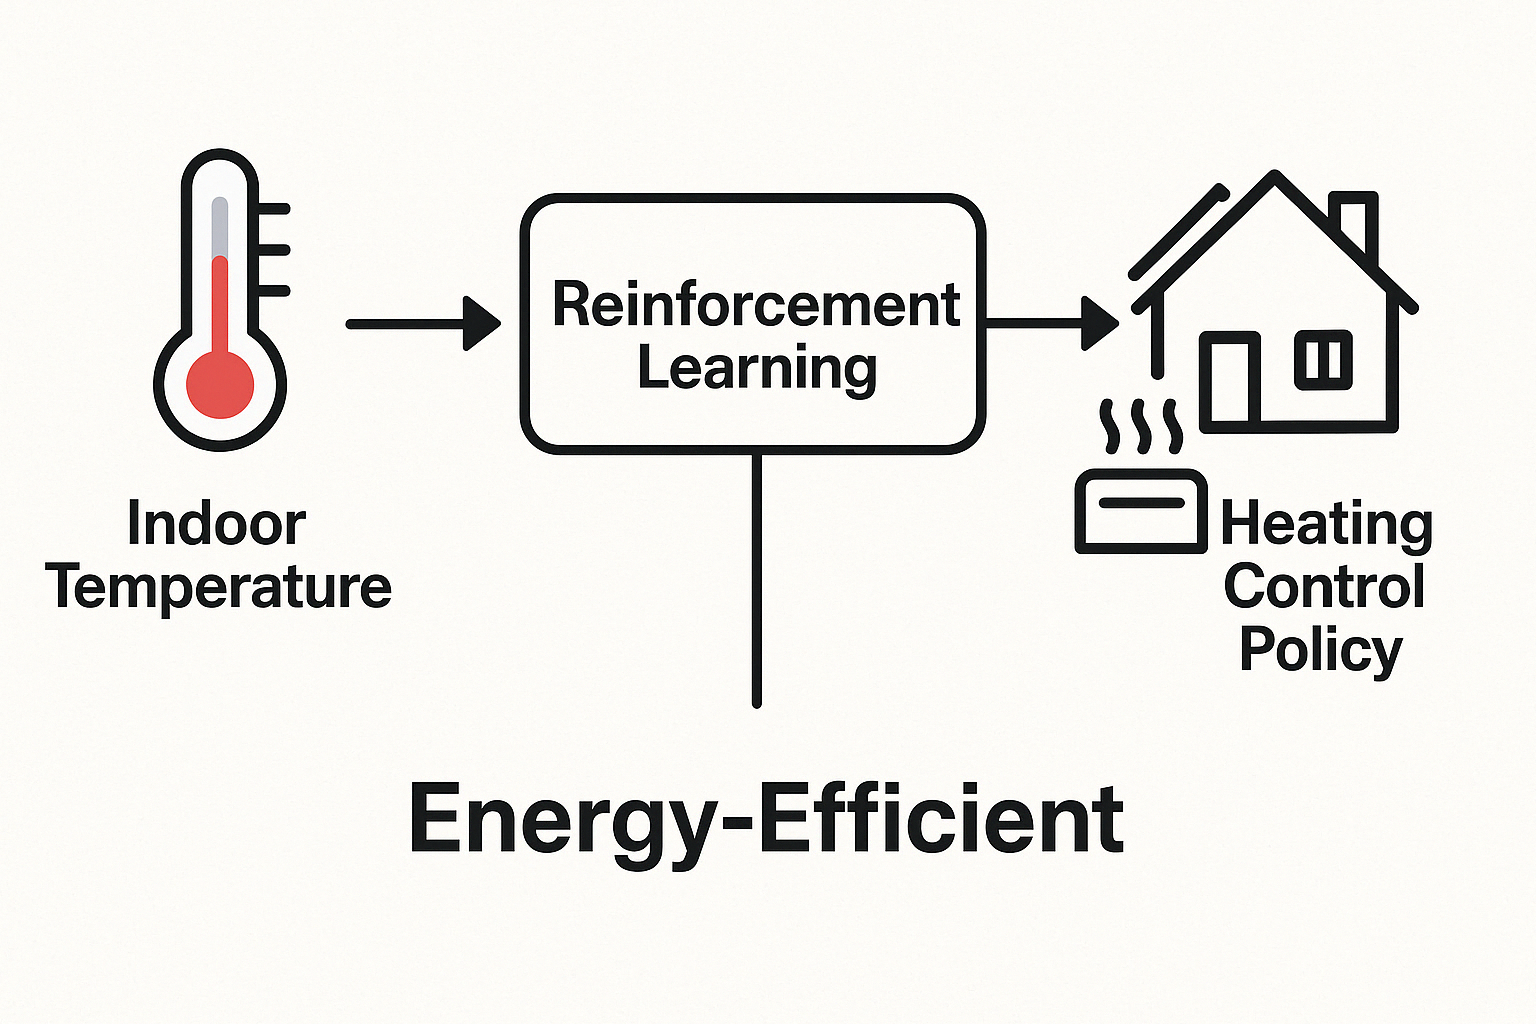 Indoor
Temperature
Reinforcement
Learning
Heating
Control
Policy
Energy-Efficient